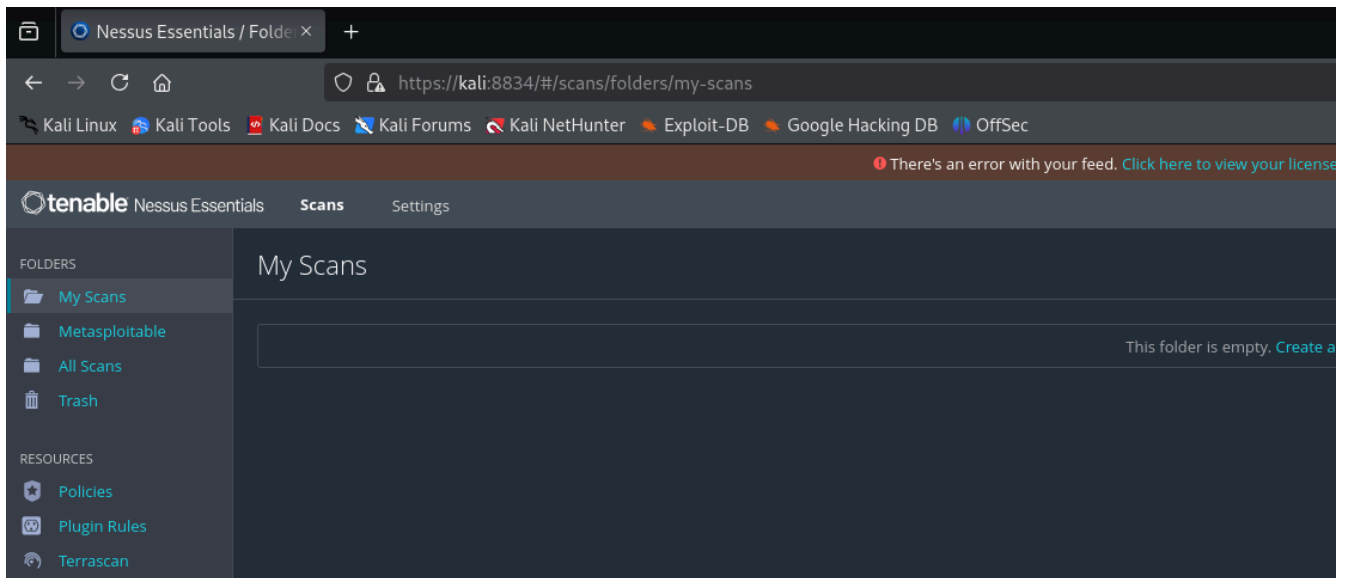 Nessus Essentials / Folde
https://kali:8834/#/scans/folders/my-scans
Kali Linux Kali Tools Kali Docs Kali Forums Kali NetHunter Exploit-DB Google Hacking DB OffSec
There's an error with your feed. Click here to view your license
tenable Nessus Essentials Scans Settings
FOLDERS
My Scans
Metasploitable
All Scans
Trash
RESOURCES
Policies
Plugin Rules
Terrascan
My Scans
This folder is empty. Create a